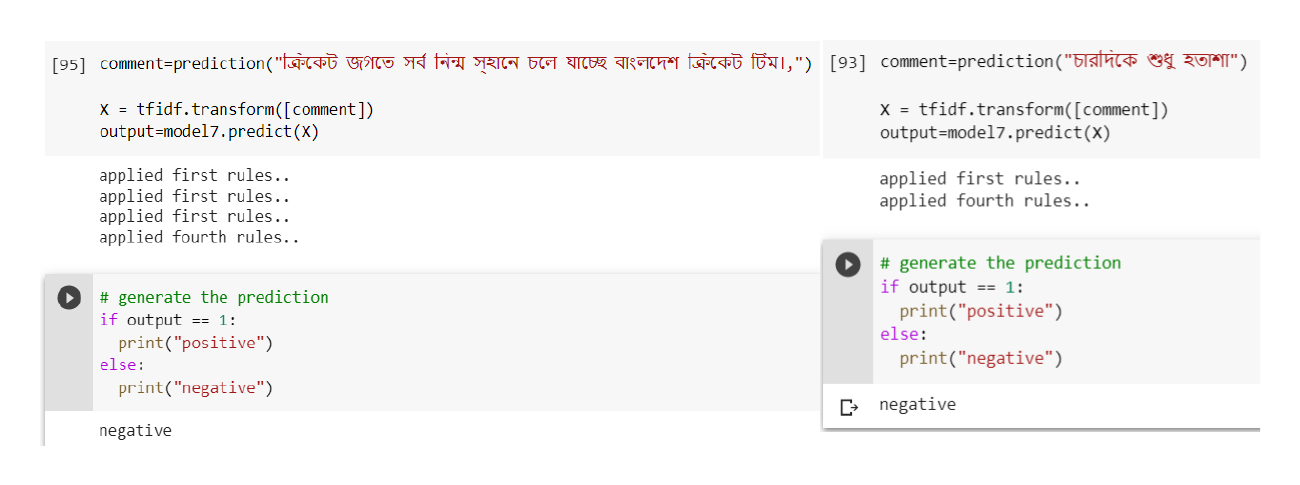 [95] comment=prediction("ক্রিকেট জগতে সর্ব নিন্ম স্হানে চলে যাচ্ছে বাংলদেশ ক্রিকেট টিম।,")
X = tfidf.transform([comment])
output=model7.predict(X)
applied first rules..
applied first rules..
applied first rules..
applied fourth rules..
# generate the prediction
if output == 1:
print("positive")
else:
print("negative")
negative
[93] comment=prediction("চারদিকে শুধু হতাশা")
X = tfidf.transform([comment])
output=model7.predict(X)
applied first rules..
applied fourth rules..
# generate the prediction
if output == 1:
print("positive")
else:
print("negative")
negative